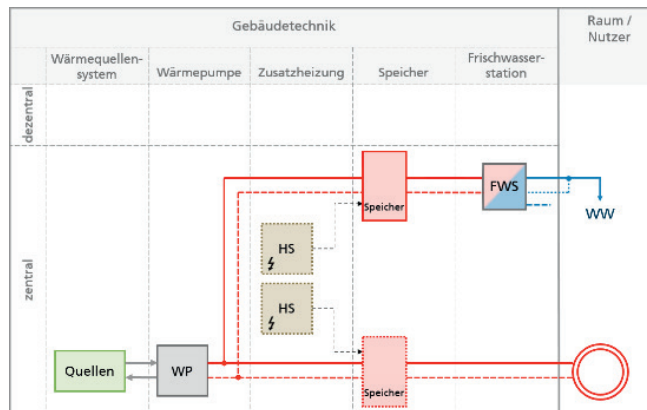 Gebäudetechnik
Raum /
Nutzer
Wärmequellen-
system
Wärmepumpe
Zusatzheizung
Speicher
Frischwasser-
station
dezentral
zentral
Speicher
FWS
WW
HS
HS
Quellen
WP
Speicher